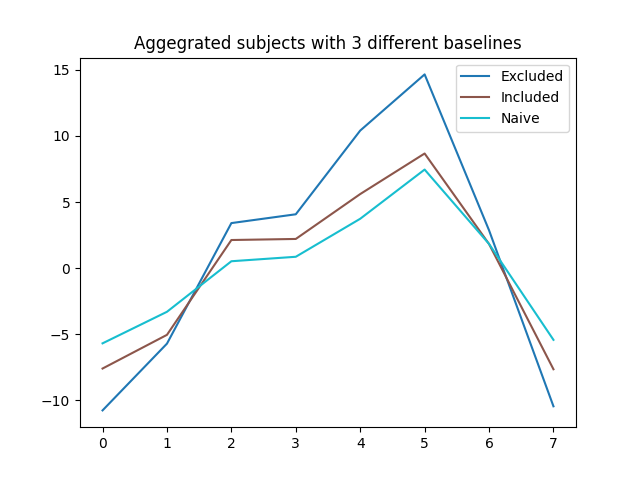 Aggegrated subjects with 3 different baselines
Excluded
Included
Naive
15
10
5
0
−5
−10
0 1 2 3 4 5 6 7